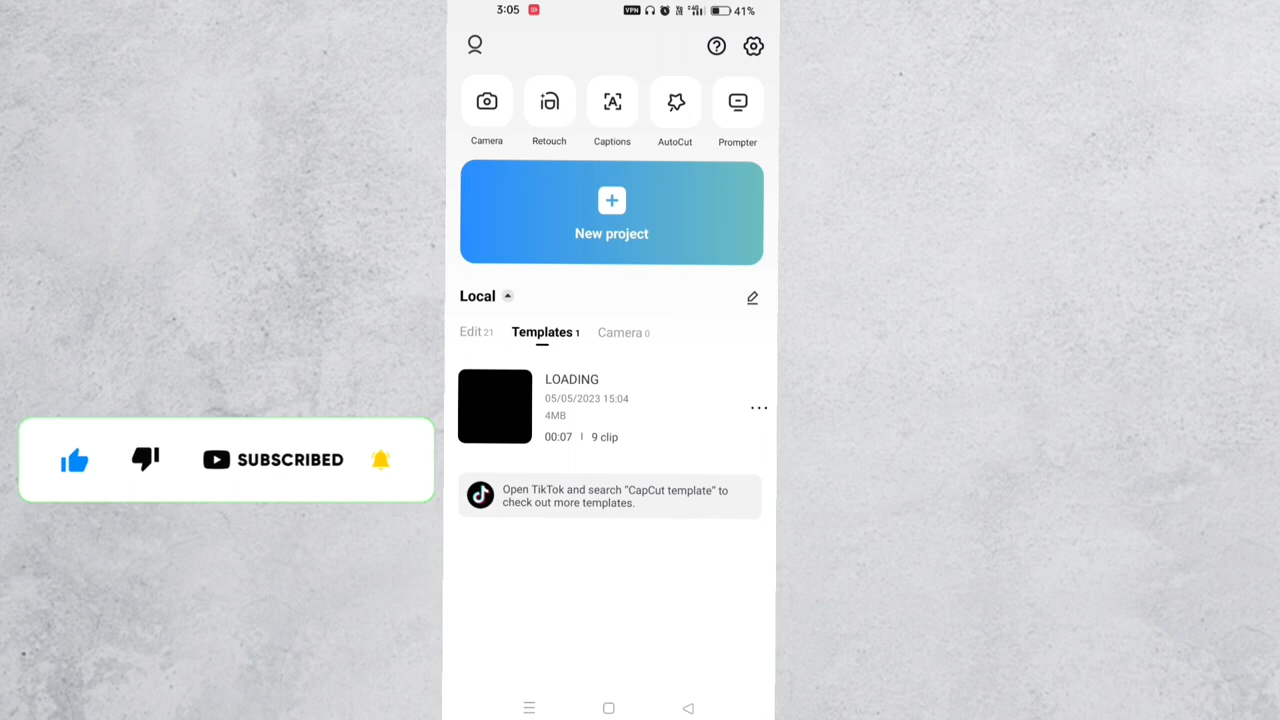 3:05
VPN
4G
41%
Camera
Retouch
Captions
AutoCut
Prompter
New project
Local
Edit 21
Templates 1
Camera 0
LOADING
05/05/2023 15:04
4MB
00:07 | 9 clip
SUBSCRIBED
Open TikTok and search “CapCut template” to
check out more templates.